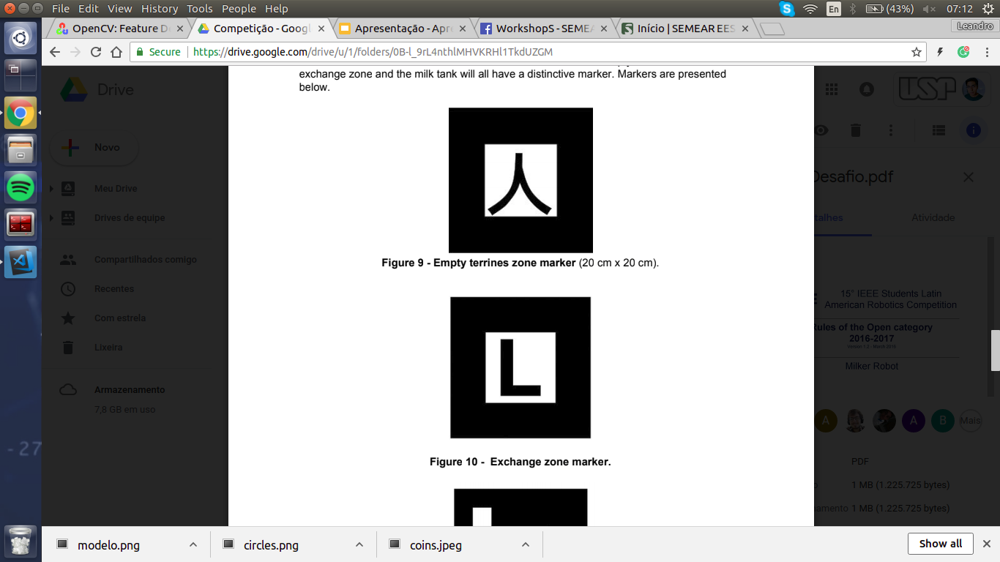 File Edit View History Tools People Help
En
(43%)
07:12
OpenCV: Feature D
Competição - Googl
Apresentação - Apr
WorkshopS - SEMEA
Início | SEMEAR EES
Leandro
Secure
https://drive.google.com/drive/u/1/folders/0B-l_9rL4nthlMHVKRHl1TkdUZGM
Drive
USP
Novo
Meu Drive
Drives de equipe
Compartilhados comigo
Recentes
Com estrela
Lixeira
Armazenamento
7,8 GB em uso
exchange zone and the milk tank will all have a distinctive marker. Markers are presented
below.
人
Figure 9 - Empty terrines zone marker (20 cm x 20 cm).
L
Figure 10 - Exchange zone marker.
Desafio.pdf
talhes
Atividade
15° IEEE Students Latin
American Robotics Competition
Rules of the Open category
2016-2017
Milker Robot
A
A
B
Mais
PDF
1 MB (1.225.725 bytes)
amento 1 MB (1.225.725 bytes)
- 27
modelo.png
circles.png
coins.jpeg
Show all